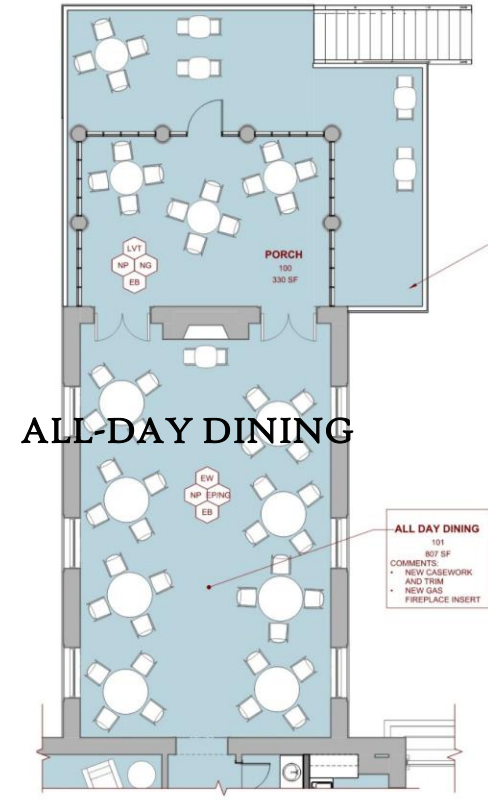 LVT
NP NG
EB
PORCH
100
330 SF
ALL-DAY DINING
EW
NP EP/NG
EB
ALL DAY DINING
101
807 SF
COMMENTS:
• NEW CASEWORK
AND TRIM
• NEW GAS
FIREPLACE INSERT